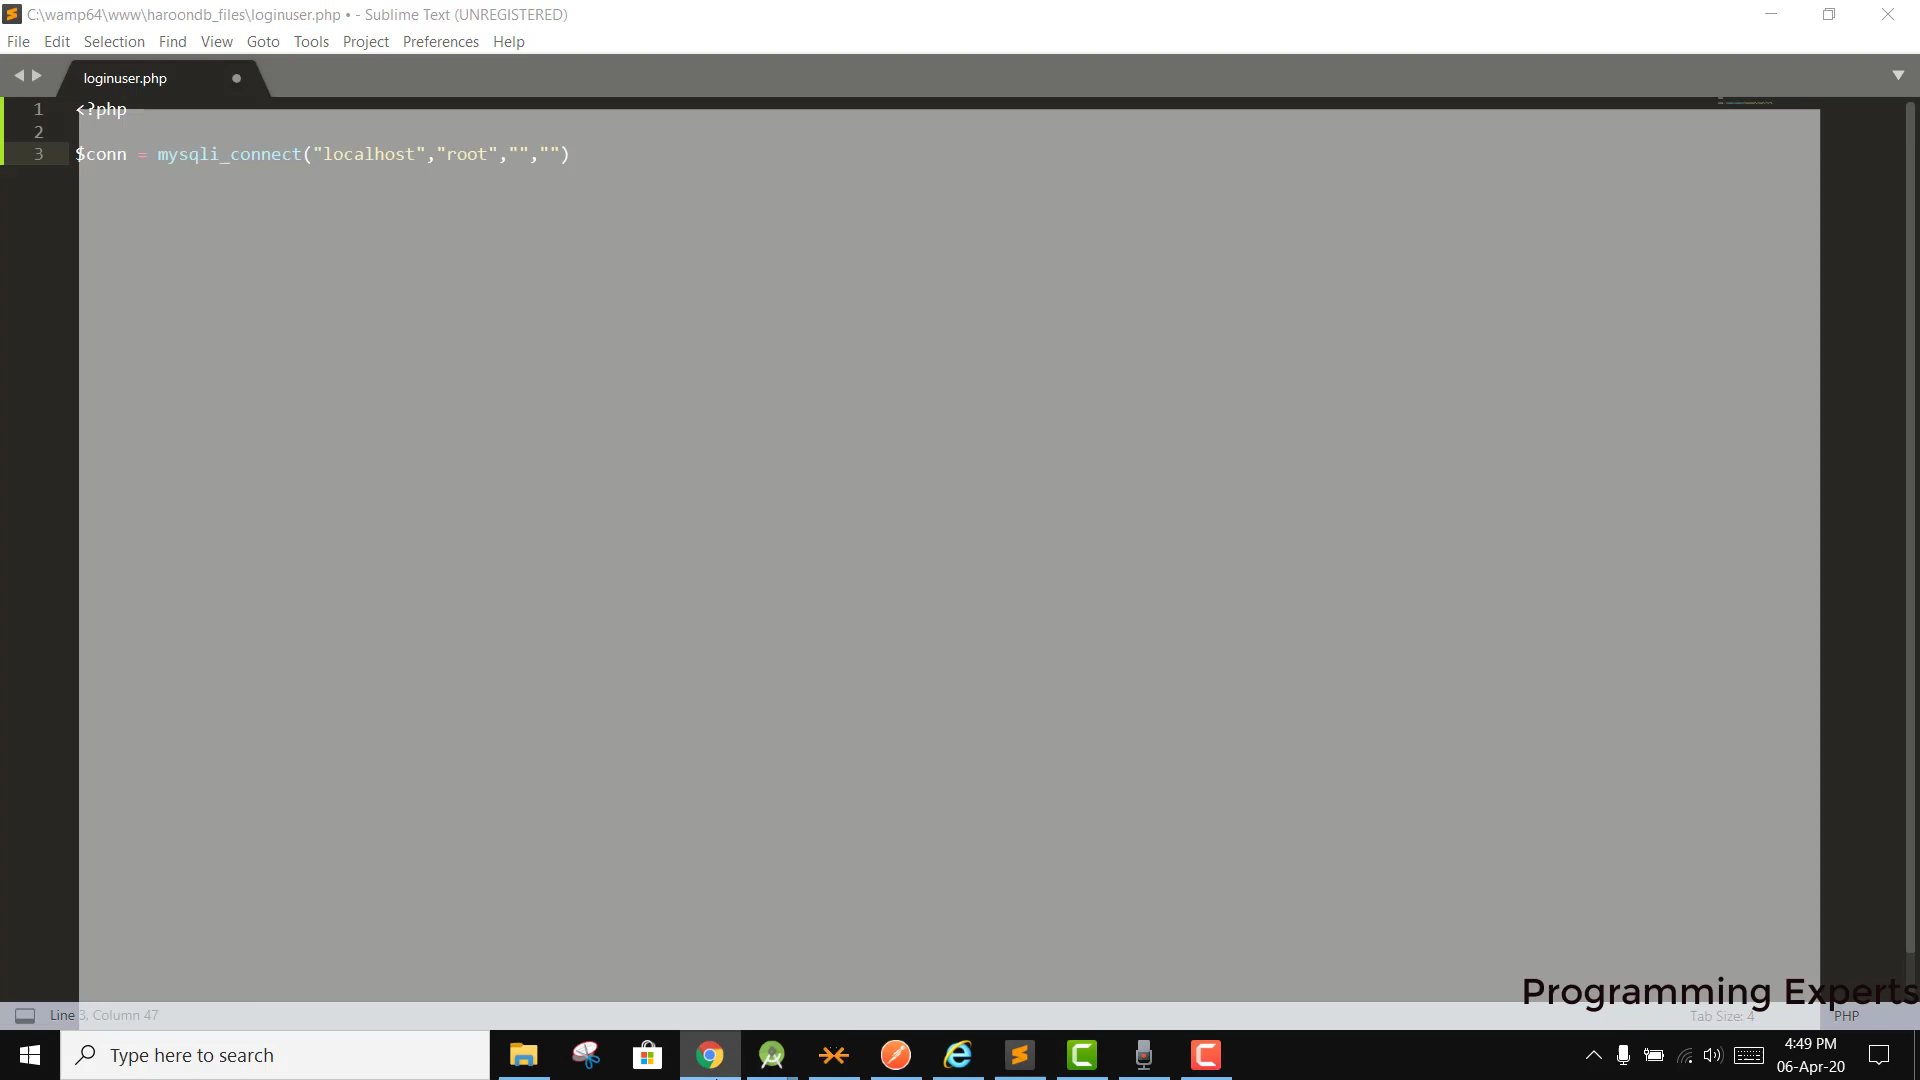 C:\wamp64\www\haroondb_files\loginuser.php • - Sublime Text (UNREGISTERED)
File Edit Selection Find View Goto Tools Project Preferences Help
loginuser.php
1 <?php
2
3 $conn = mysqli_connect("localhost","root","","")
Programming Experts
Line 3, Column 47
Tab Size: 4
PHP
Type here to search
4:49 PM
06-Apr-20